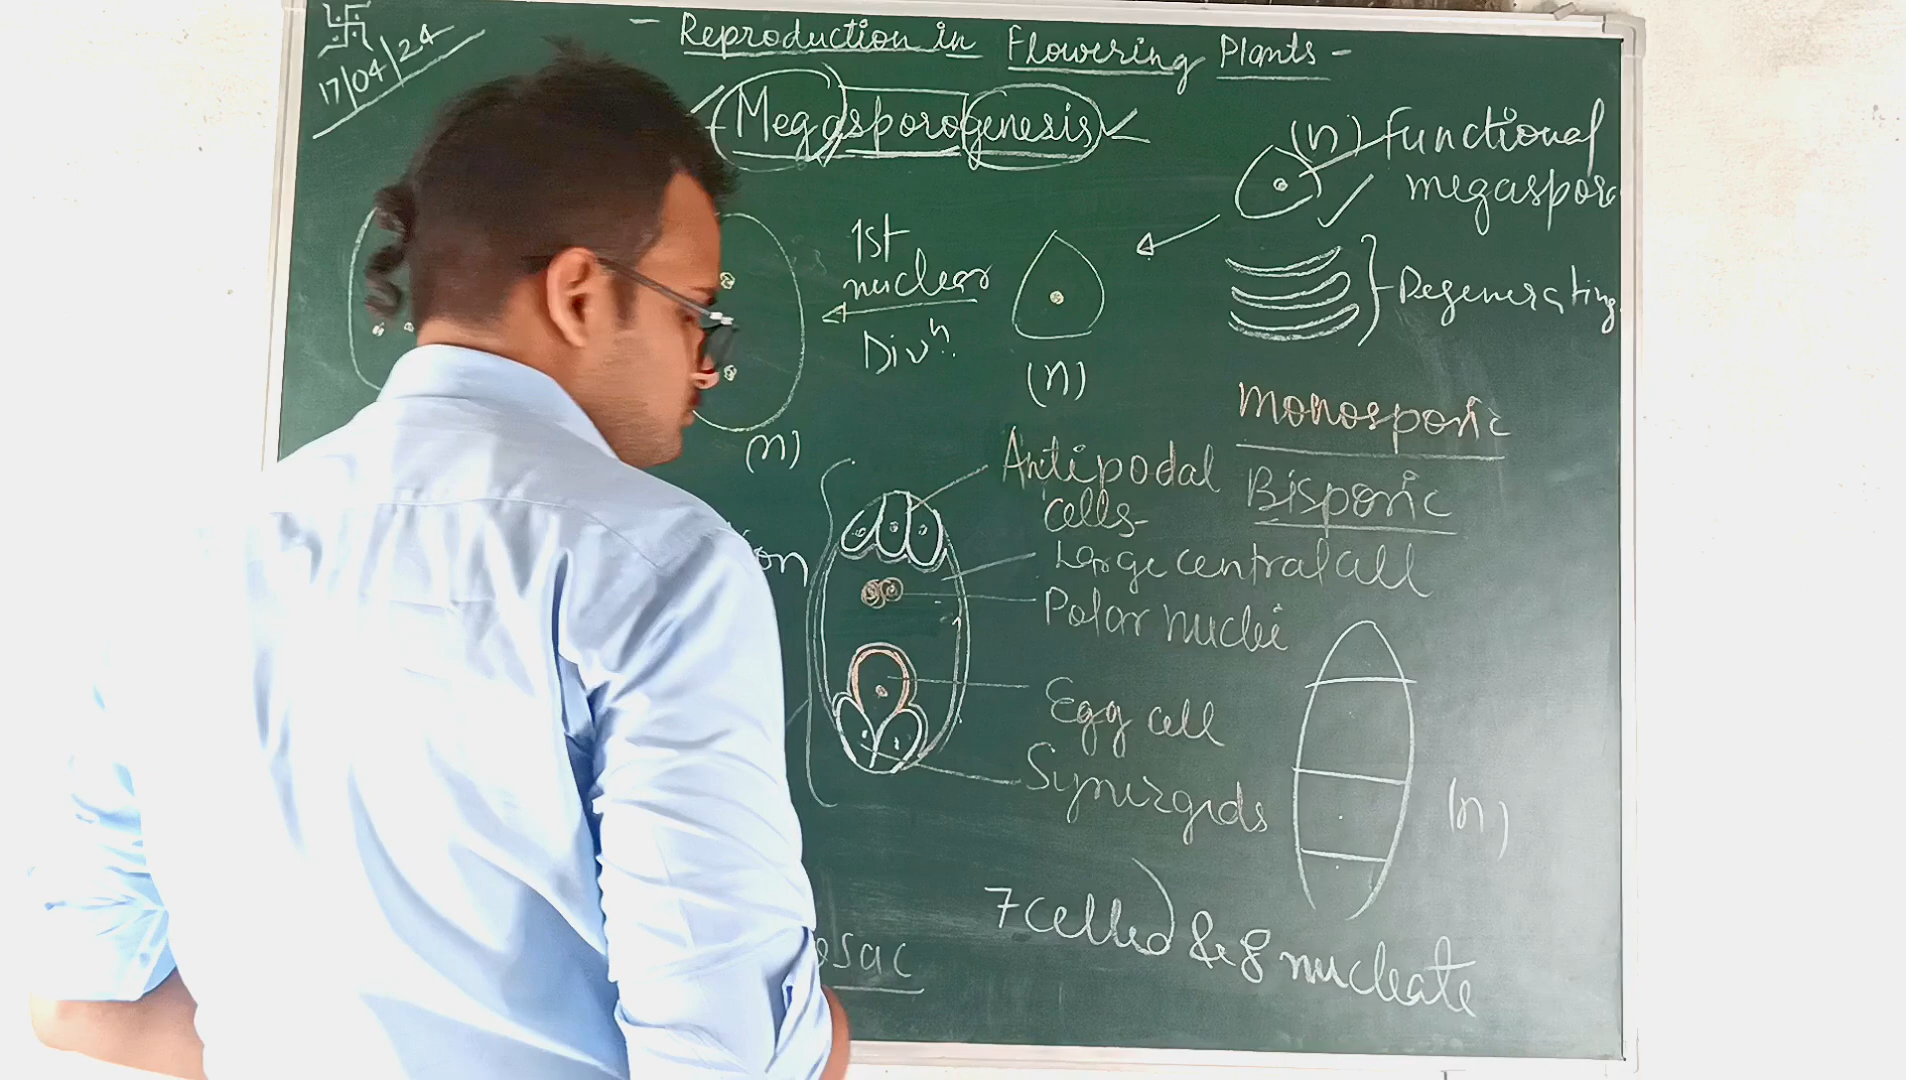 17/04/24
- Reproduction in Flowering Plants -
Megasporogenesis
(n) functional
megaspore
1st
nuclear
Divn.
Degenerating
(n)
(n)
monosporic
Antipodal
cells-
Bisporic
Large central cell
Polar nuclei
Egg cell
Synergids
(n)
7 celled & 8 nucleate
sac